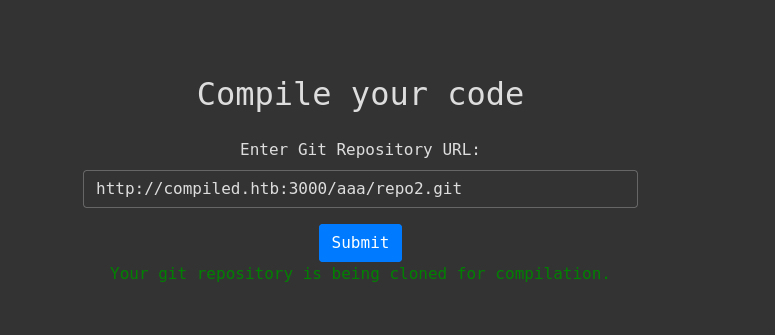 Compile your code
Enter Git Repository URL:
http://compiled.htb:3000/aaa/repo2.git
Submit
Your git repository is being cloned for compilation.